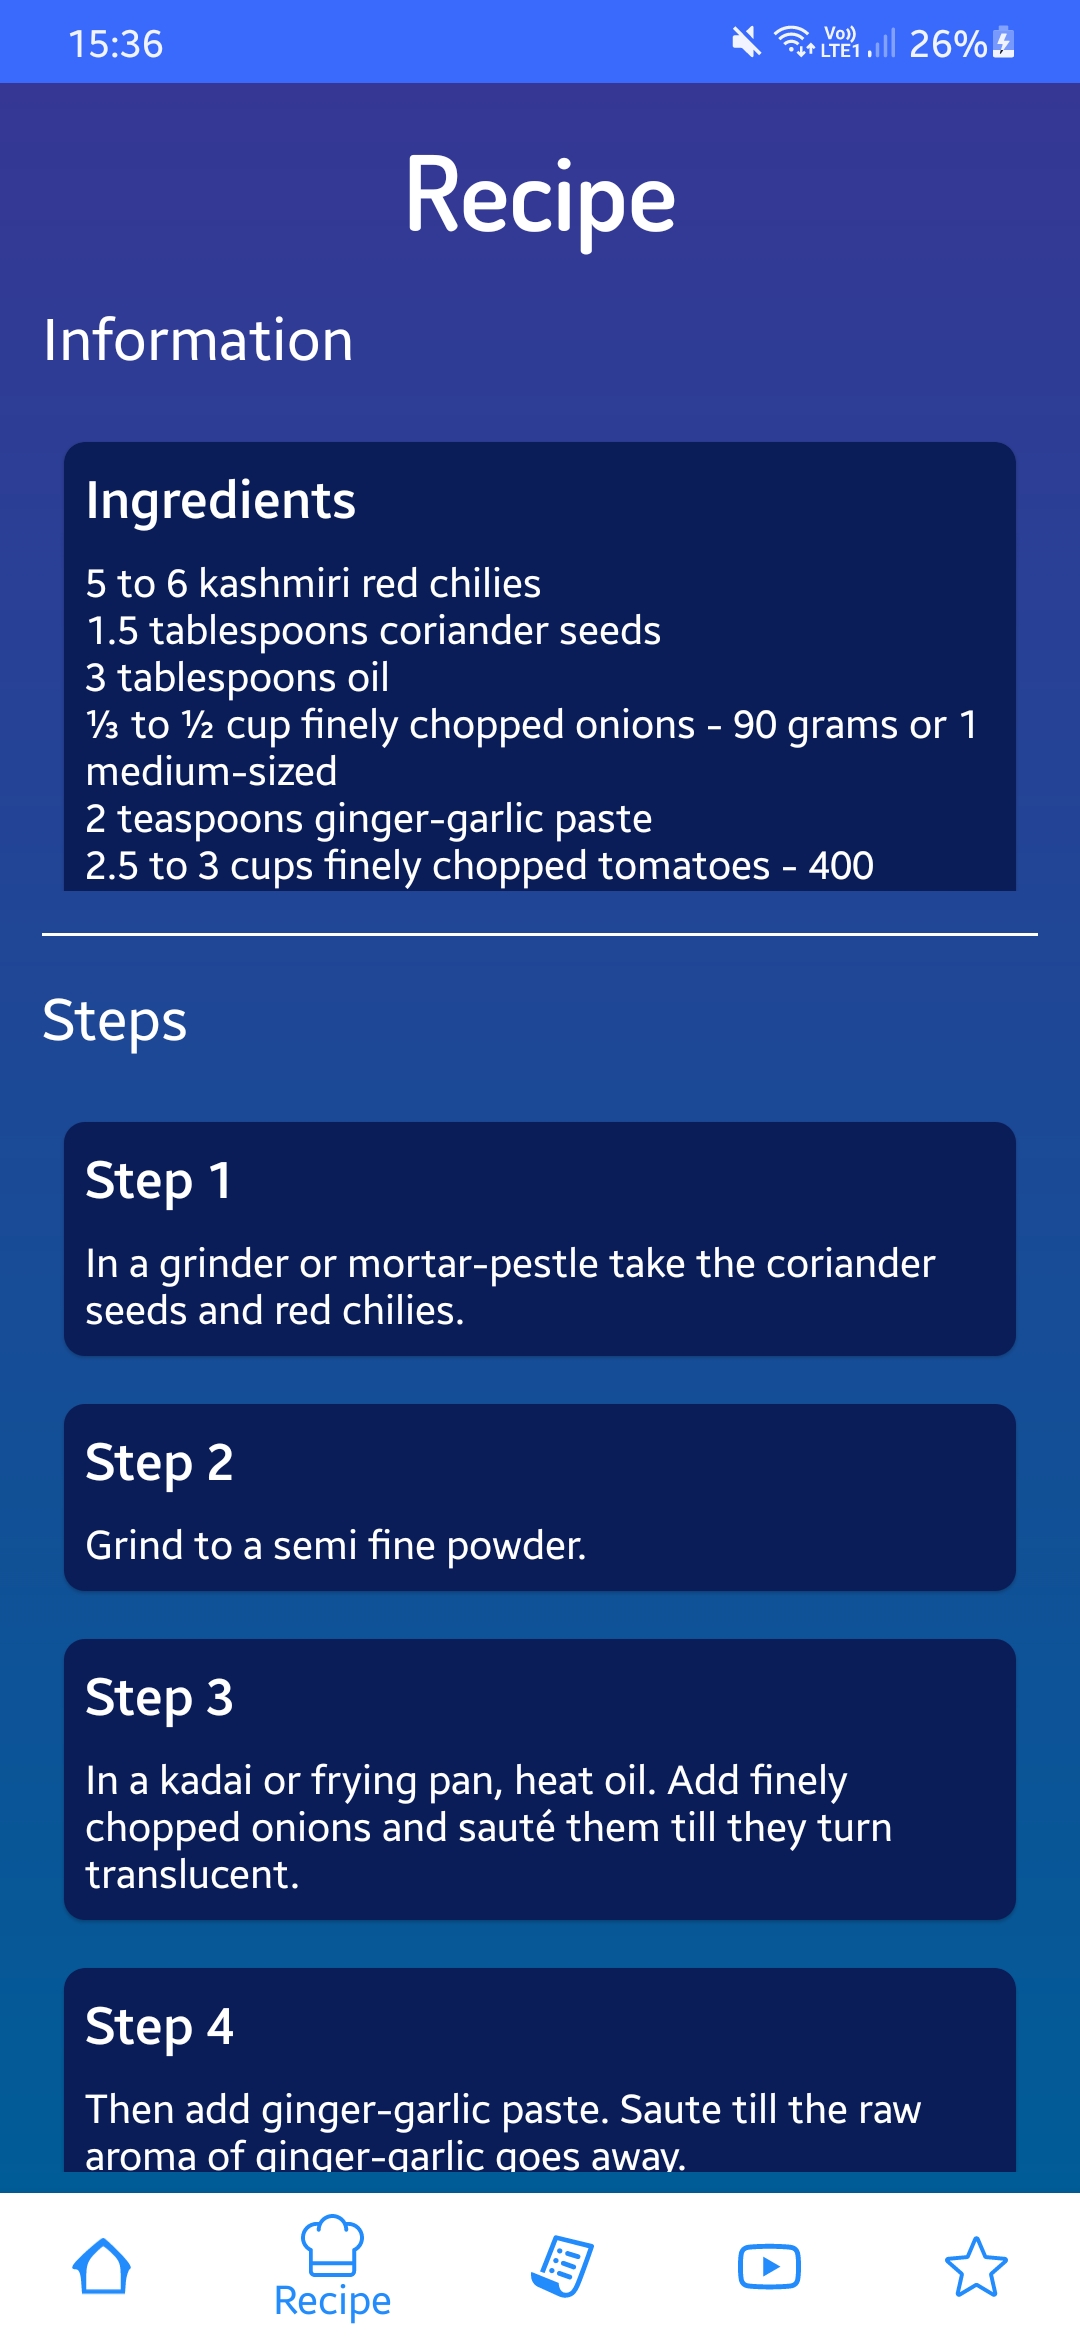 15:36
Vo)) LTE1 26%
Recipe
Information
Ingredients
5 to 6 kashmiri red chilies
1.5 tablespoons coriander seeds
3 tablespoons oil
⅓ to ½ cup finely chopped onions - 90 grams or 1
medium-sized
2 teaspoons ginger-garlic paste
2.5 to 3 cups finely chopped tomatoes - 400
Steps
Step 1
In a grinder or mortar-pestle take the coriander
seeds and red chilies.
Step 2
Grind to a semi fine powder.
Step 3
In a kadai or frying pan, heat oil. Add finely
chopped onions and sauté them till they turn
translucent.
Step 4
Then add ginger-garlic paste. Saute till the raw
aroma of ginger-garlic goes away.
Recipe